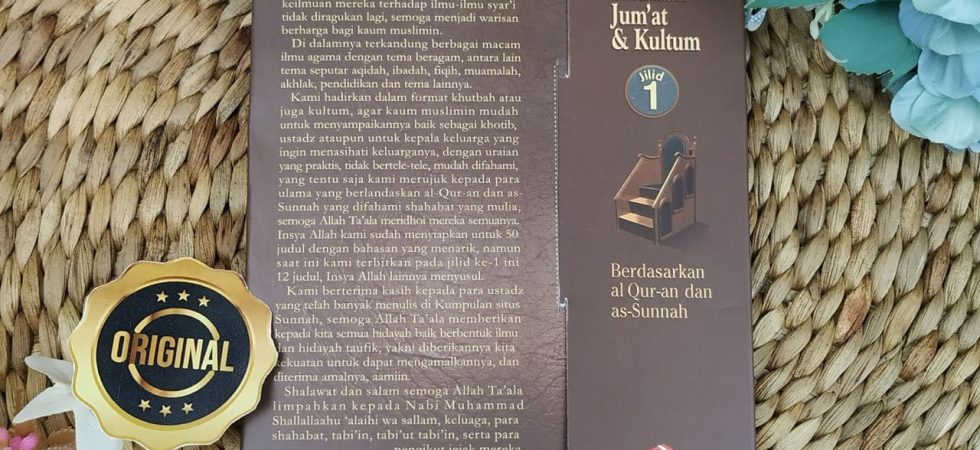 keilmuan mereka terhadap ilmu-ilmu syar'i
tidak diragukan lagi, semoga menjadi warisan
berharga bagi kaum muslimin.
Di dalamnya terkandung berbagai macam
ilmu agama dengan tema beragam, antara lain
tema seputar aqidah, ibadah, fiqih, muamalah,
akhlak, pendidikan dan tema lainnya.
Kami hadirkan dalam format khutbah atau
juga kultum, agar kaum muslimin mudah
untuk menyampaikannya baik sebagai khotib,
ustadz ataupun untuk kepala keluarga yang
ingin menasihati keluarganya, dengan uraian
yang praktis, tidak bertele-tele, mudah difahami,
yang tentu saja kami merujuk kepada para
ulama yang berlandaskan al-Qur-an dan as-
Sunnah yang difahami shahabat yang mulia,
semoga Allah Ta'ala meridhoi mereka semuanya.
Insya Allah kami sudah menyiapkan untuk 50
judul dengan bahasan yang menarik, namun
saat ini kami terbitkan pada jilid ke-1 ini
12 judul, Insya Allah lainnya menyusul.
Kami berterima kasih kepada para ustadz
yang telah banyak menulis di Kumpulan situs
Sunnah, semoga Allah Ta'ala memberikan
kepada kita semua hidayah baik berbentuk ilmu
dan hidayah taufik, yakni diberikannya kita
kekuatan untuk dapat mengamalkannya, dan
diterima amalnya, aamiin.
Shalawat dan salam semoga Allah Ta'ala
limpahkan kepada Nabi Muhammad
Shallallaahu 'alaihi wa sallam, keluaga, para
shahabat, tabi'in, tabi'ut tabi'in, serta para
pengikut jejak mereka
Jum'at
& Kultum
Jilid
1
Berdasarkan
al Qur-an dan
as-Sunnah
ORIGINAL